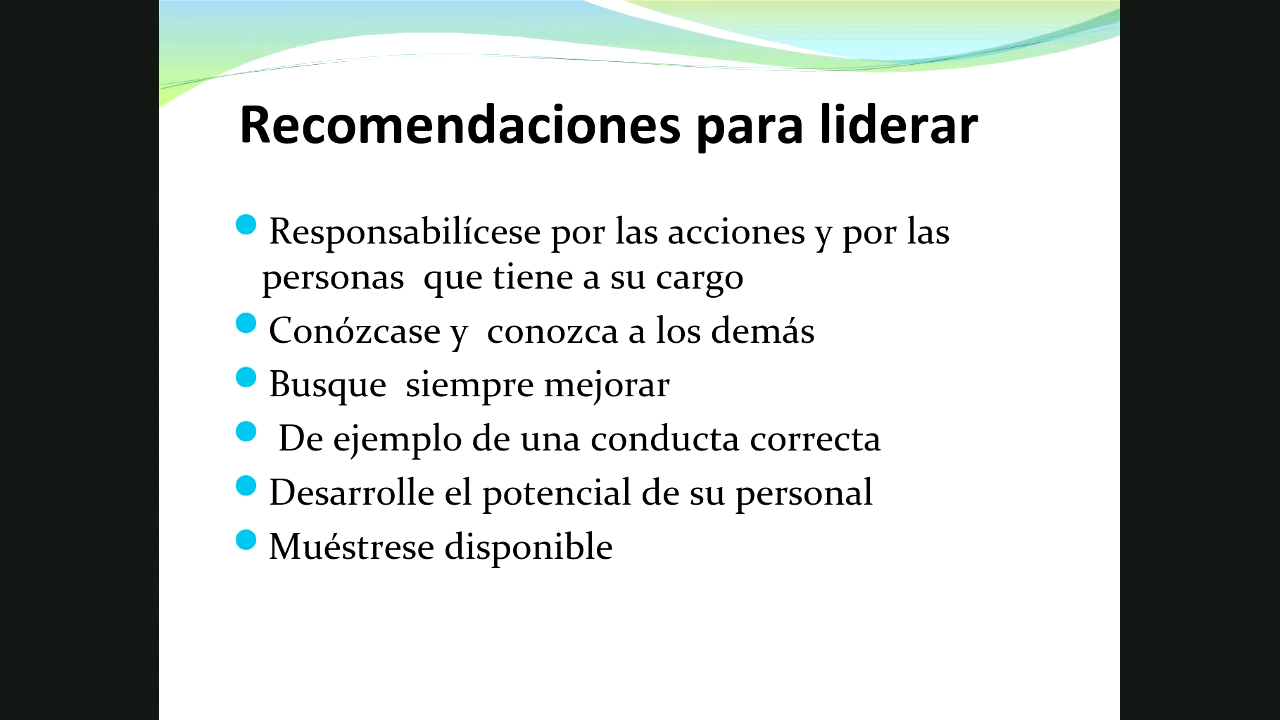 Recomendaciones para liderar
Responsabilícese por las acciones y por las
personas  que tiene a su cargo
Conózcase y  conozca a los demás
Busque  siempre mejorar
De ejemplo de una conducta correcta
Desarrolle el potencial de su personal
Muéstrese disponible